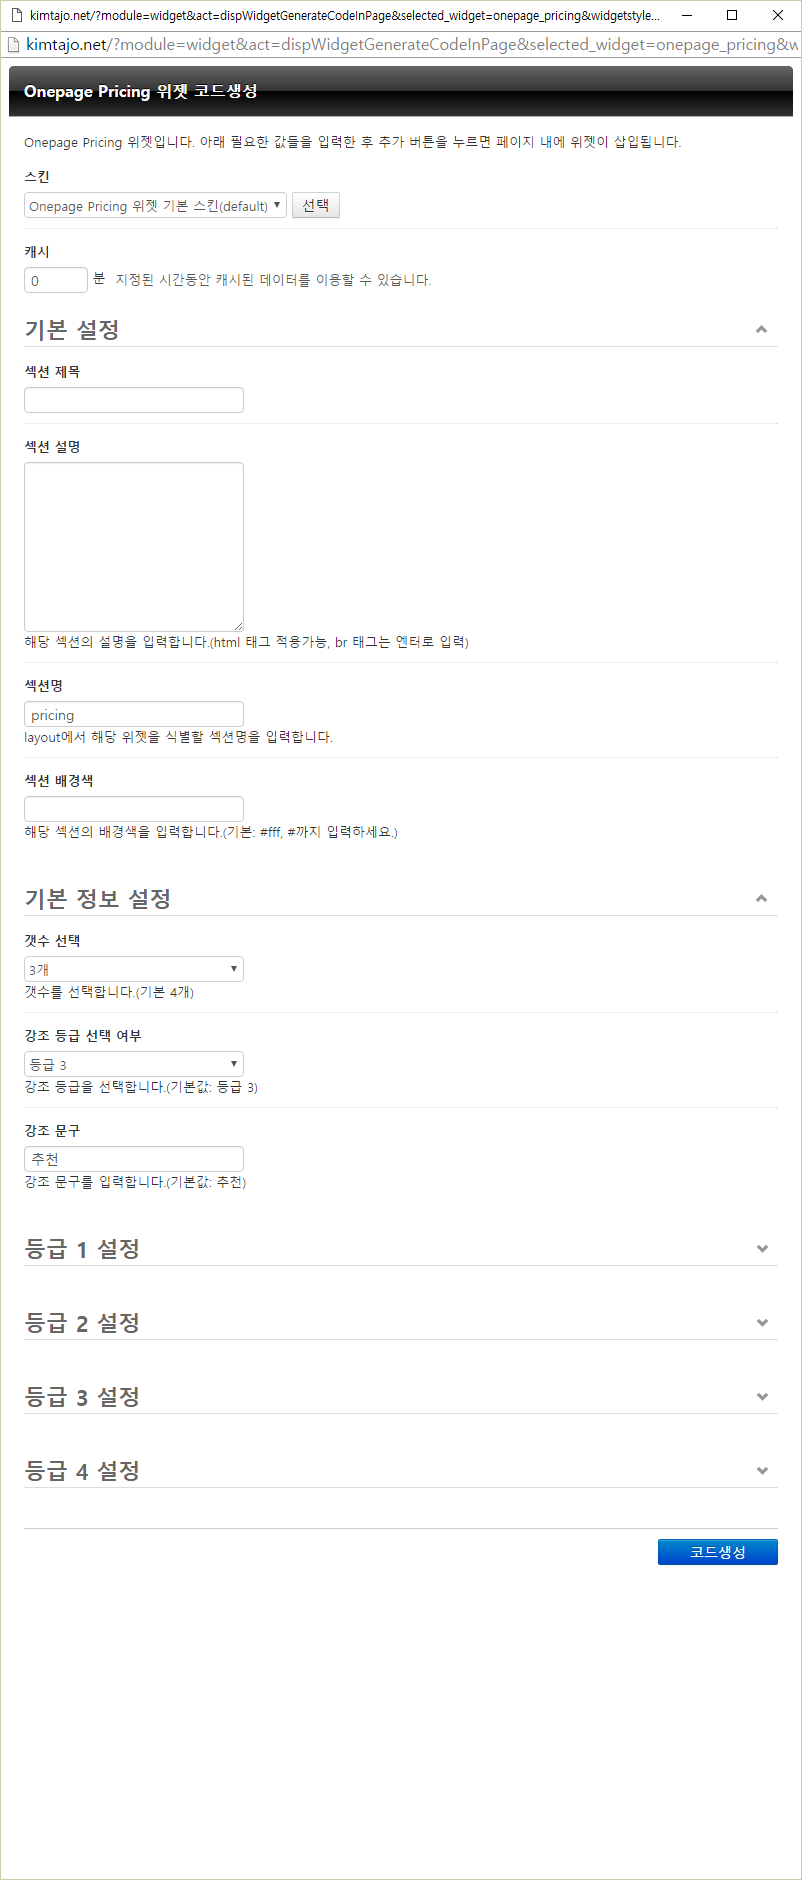 kimtajo.net/?module=widget&act=dispWidgetGenerateCodeInPage&selected_widget=onepage_pricing&widgetstyle...
kimtajo.net/?module=widget&act=dispWidgetGenerateCodeInPage&selected_widget=onepage_pricing&w
Onepage Pricing 위젯 코드생성
Onepage Pricing 위젯입니다. 아래 필요한 값들을 입력한 후 추가 버튼을 누르면 페이지 내에 위젯이 삽입됩니다.
스킨
Onepage Pricing 위젯 기본 스킨(default) 선택
캐시
0 분 지정된 시간동안 캐시된 데이터를 이용할 수 있습니다.
기본 설정
섹션 제목
섹션 설명
해당 섹션의 설명을 입력합니다.(html 태그 적용가능, br 태그는 엔터로 입력)
섹션명
pricing
layout에서 해당 위젯을 식별할 섹션명을 입력합니다.
섹션 배경색
해당 섹션의 배경색을 입력합니다.(기본: #fff, #까지 입력하세요.)
기본 정보 설정
갯수 선택
3개
갯수를 선택합니다.(기본 4개)
강조 등급 선택 여부
등급 3
강조 등급을 선택합니다.(기본값: 등급 3)
강조 문구
추천
강조 문구를 입력합니다.(기본값: 추천)
등급 1 설정
등급 2 설정
등급 3 설정
등급 4 설정
코드생성